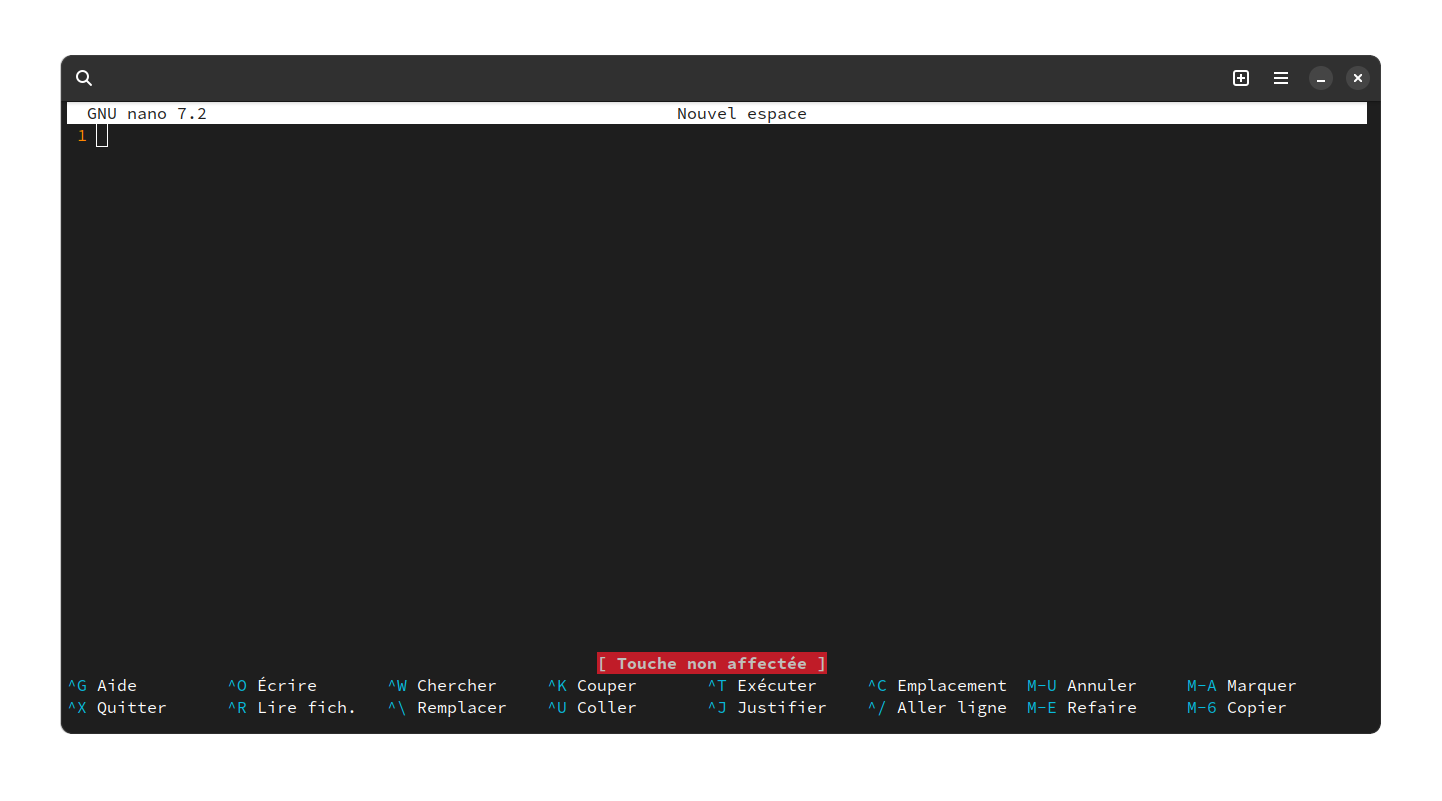 GNU nano 7.2 Nouvel espace
1
[ Touche non affectée ]
^G Aide ^O Écrire ^W Chercher ^K Couper ^T Exécuter ^C Emplacement M-U Annuler M-A Marquer
^X Quitter ^R Lire fich. ^\ Remplacer ^U Coller ^J Justifier ^/ Aller ligne M-E Refaire M-6 Copier